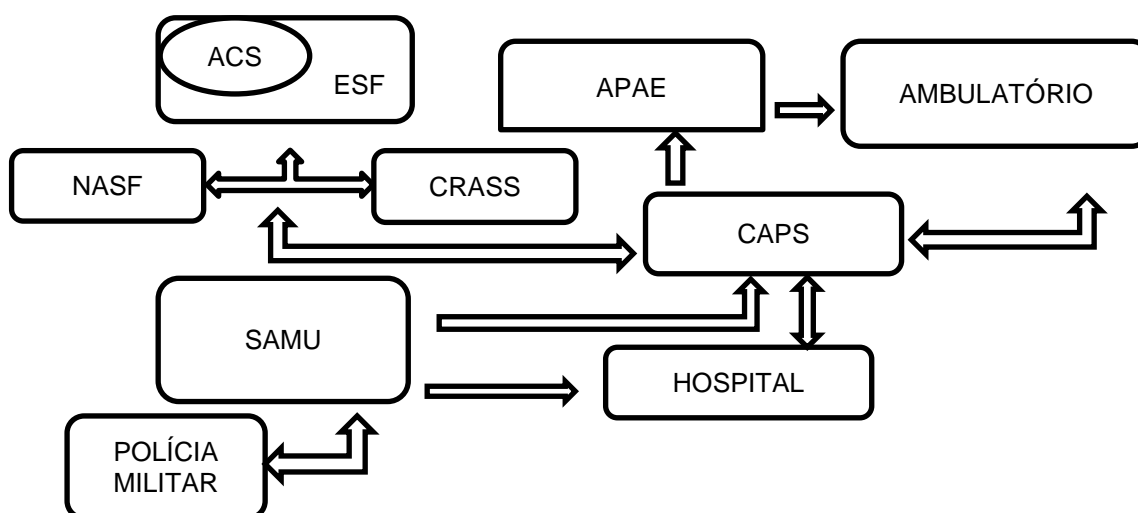 ACS
ESF
APAE
AMBULATÓRIO
NASF
CRASS
CAPS
SAMU
HOSPITAL
POLÍCIA
MILITAR